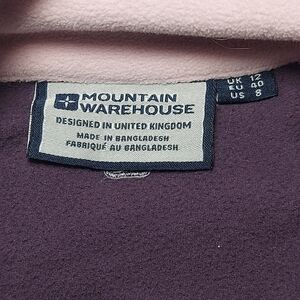 MOUNTAIN
WAREHOUSE
DESIGNED IN UNITED KINGDOM
MADE IN BANGLADESH
FABRIQUÉ AU BANGLADESH
UK 12
EU 40
US 8